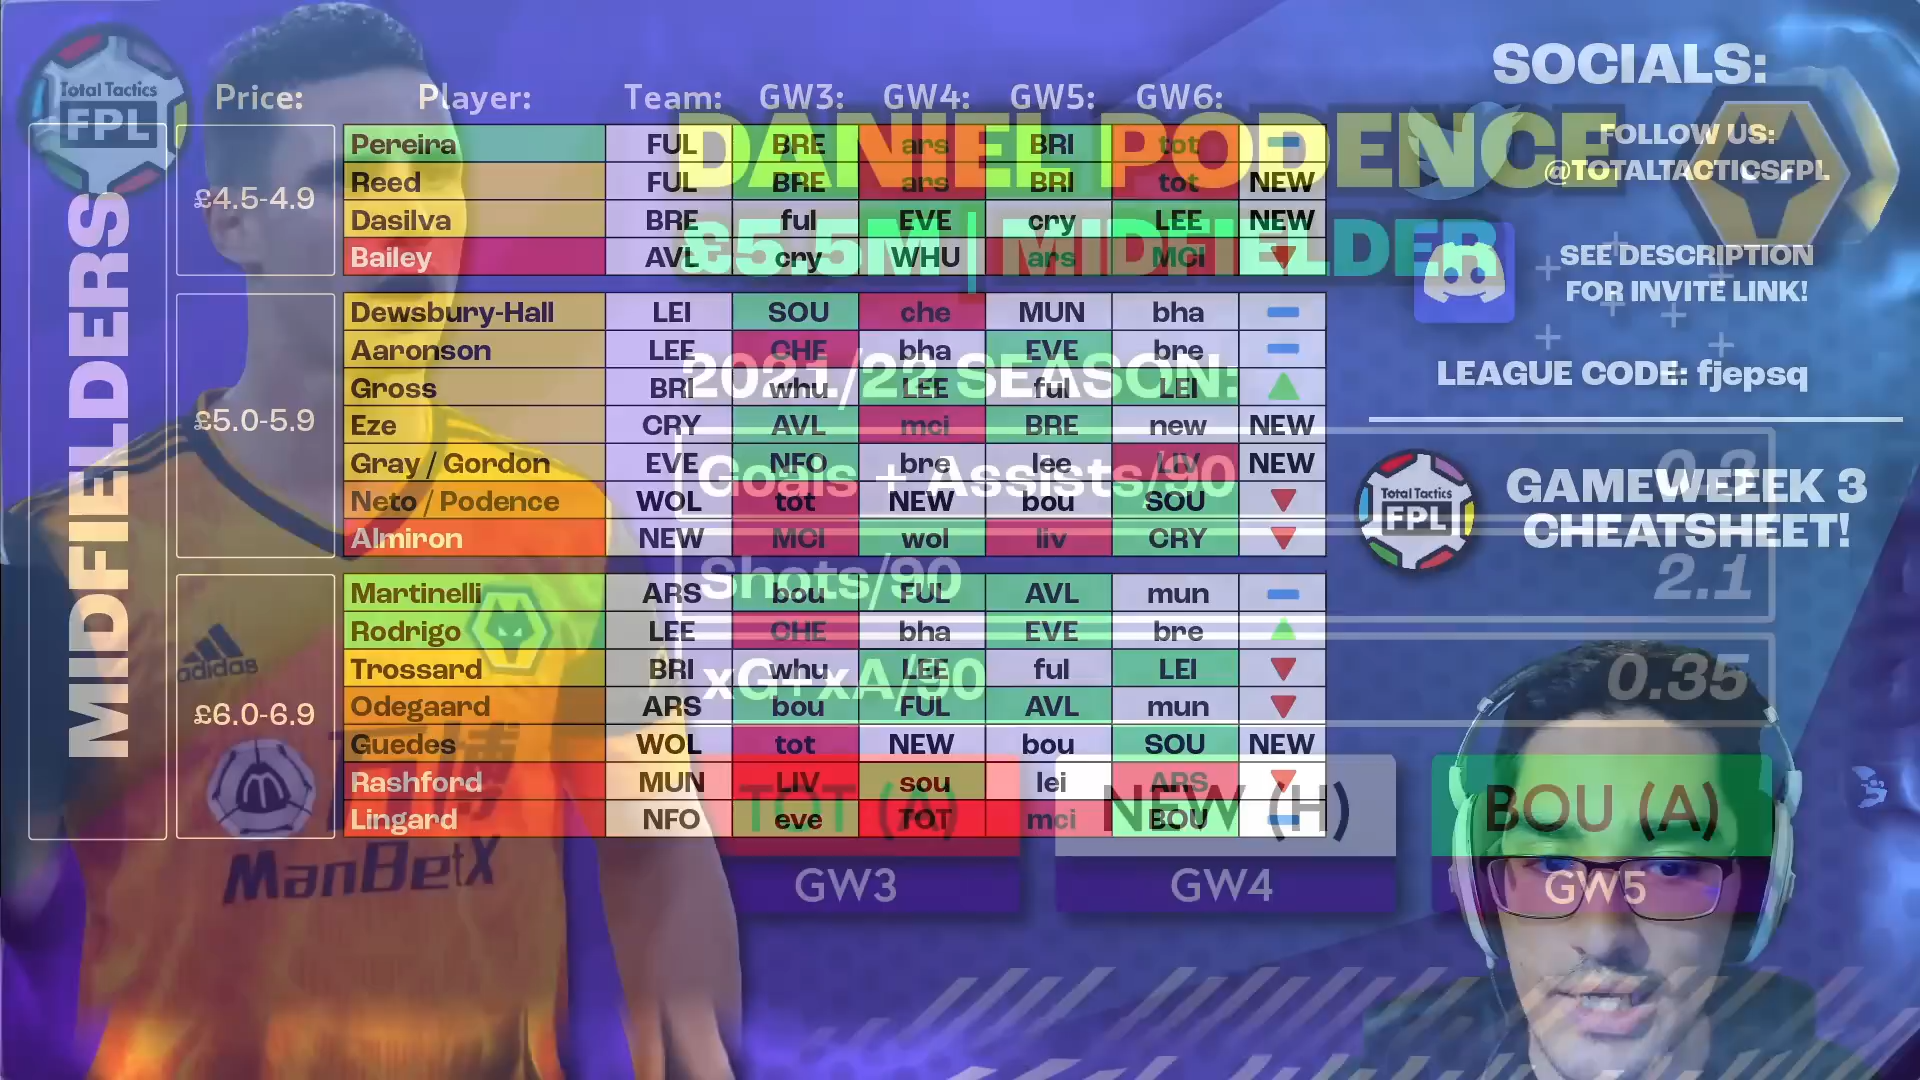 Total Tactics
FPL
MIDFIELDERS
Price: Player: Team: GW3: GW4: GW5: GW6:
£4.5-4.9
Pereira FUL BRE ars BRI tot
Reed FUL BRE ars BRI tot NEW
Dasilva BRE ful EVE cry LEE NEW
Bailey AVL cry WHU ars MCI
£5.0-5.9
Dewsbury-Hall LEI SOU che MUN bha
Aaronson LEE CHE bha EVE bre
Gross BRI whu LEE ful LEI
Eze CRY AVL mci BRE new NEW
Gray / Gordon EVE NFO bre lee LIV NEW
Neto / Podence WOL tot NEW bou SOU
Almiron NEW MCI wol liv CRY
£6.0-6.9
Martinelli ARS bou FUL AVL mun
Rodrigo LEE CHE bha EVE bre
Trossard BRI whu LEE ful LEI
Odegaard ARS bou FUL AVL mun
Guedes WOL tot NEW bou SOU NEW
Rashford MUN LIV sou lei ARS
Lingard NFO eve TOT mci BOU
DANIEL PODENCE
£5.5M | MIDFIELDER
2021/22 SEASON:
Goals + Assists/90
Shots/90 2.1
xG+xA/90 0.35
TOT (A) NEW (H) BOU (A)
GW3 GW4 GW5
adidas
ManBetX
SOCIALS:
FOLLOW US:
@TOTALTACTICSFPL
SEE DESCRIPTION
FOR INVITE LINK!
LEAGUE CODE: fjepsq
Total Tactics
FPL
GAMEWEEEK 3
CHEATSHEET!